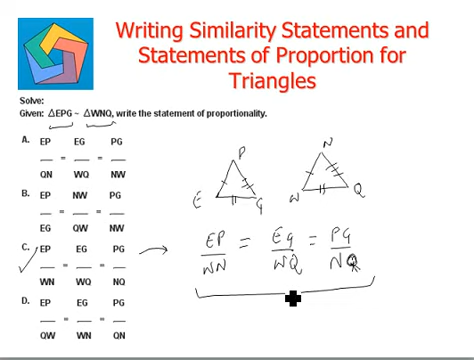 Writing Similarity Statements and
Statements of Proportion for
Triangles
Solve:
Given: △EPG ~ △WNQ, write the statement of proportionality.
A. EP EG PG
= =
QN WQ NW
B. EP NW PG
= =
EG QW NW
C. EP EG PG
= =
WN WQ NQ
D. EP EG PG
= =
QW WN QN
P
E G
N
W Q
EP = EG = PG
WN WQ NQ